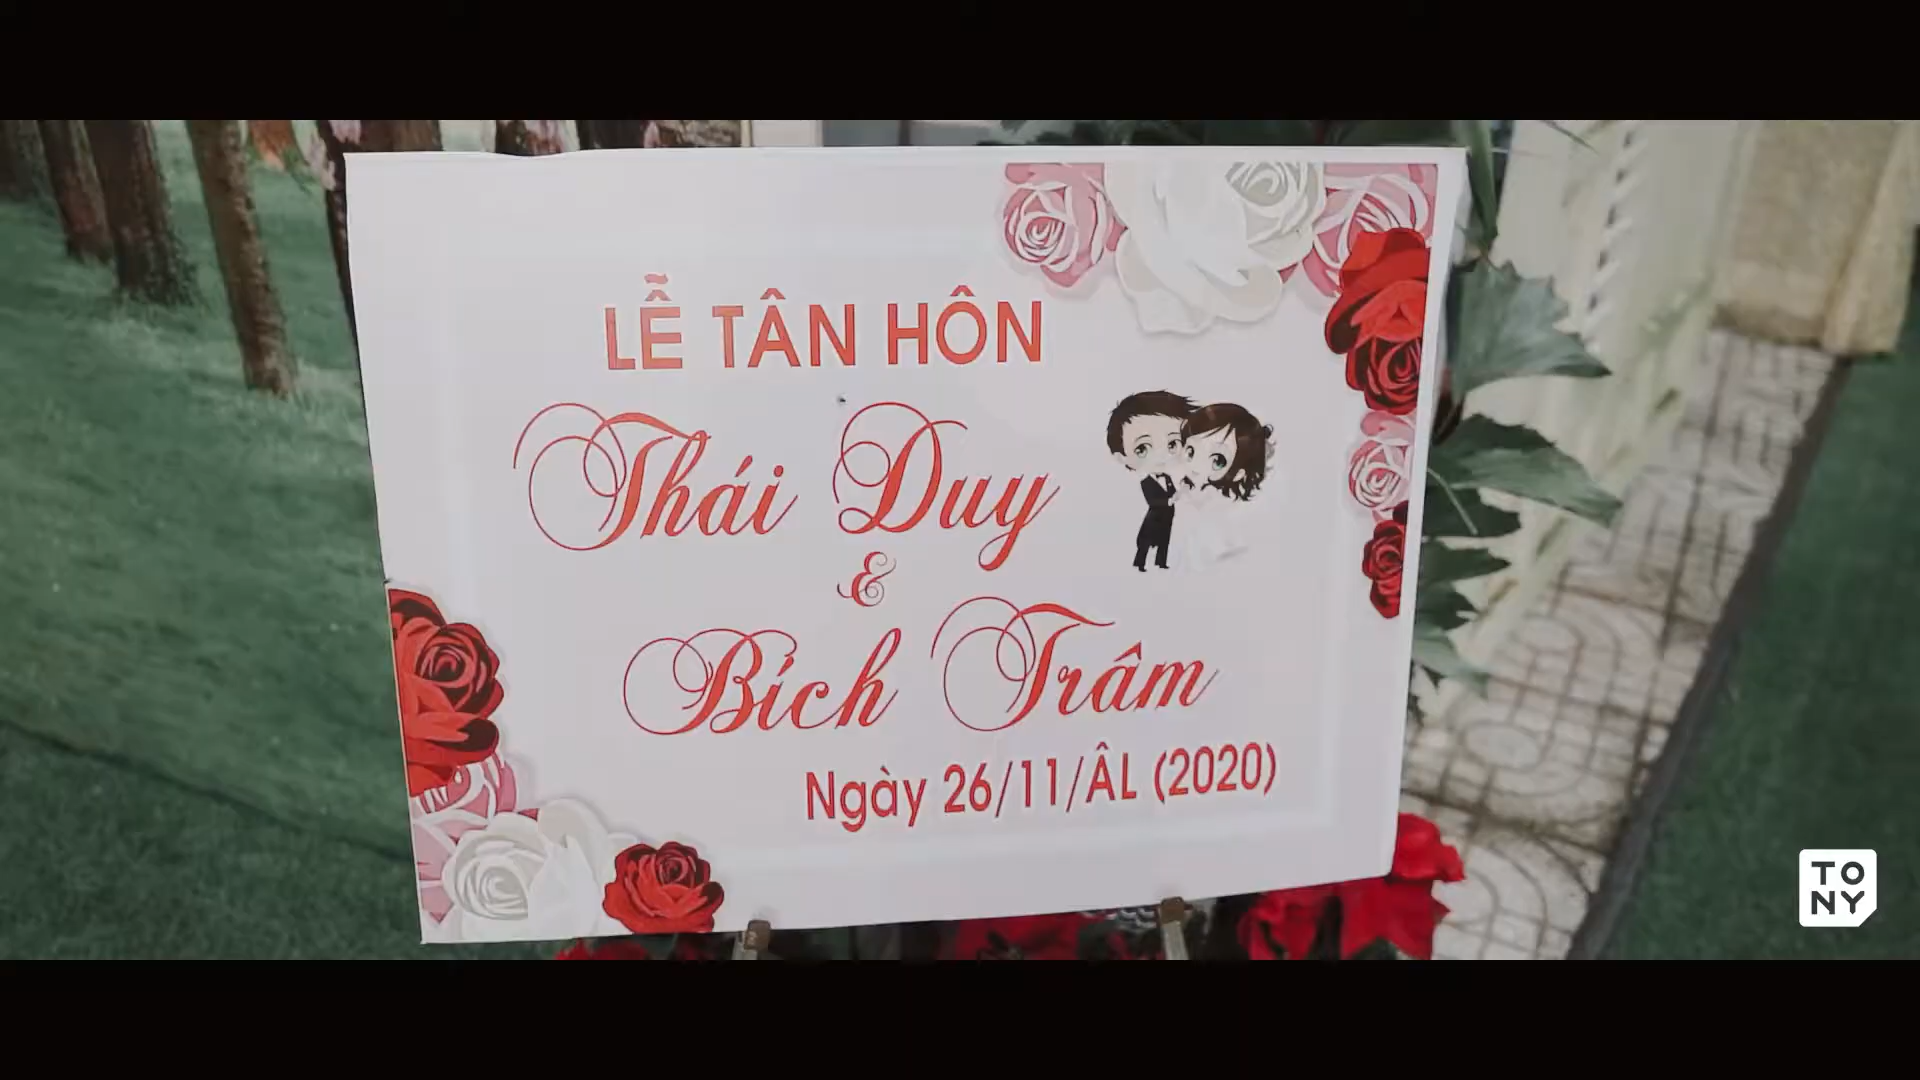 LỄ TÂN HÔN
Thái Duy
&
Bích Trâm
Ngày 26/11/ÂL (2020)
TO
NY